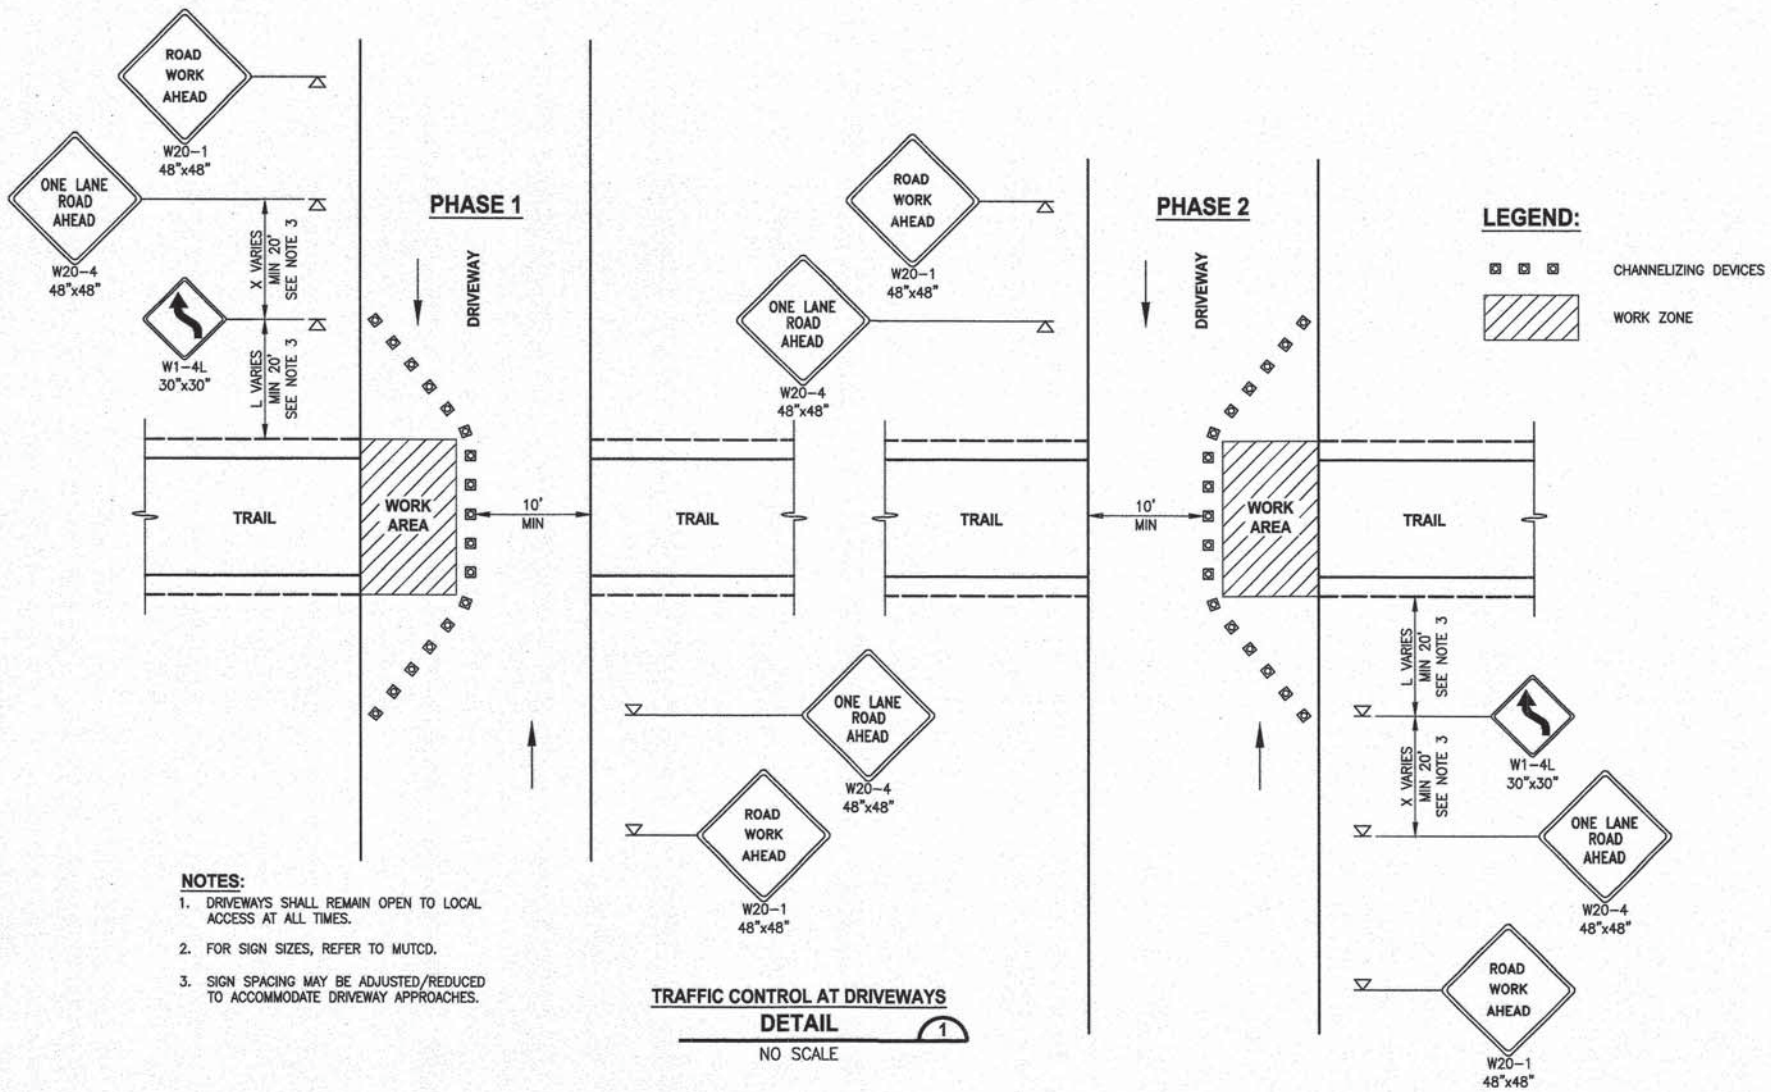 ROAD
WORK
AHEAD
W20-1
48"x48"
ONE LANE
ROAD
AHEAD
W20-4
48"x48"
X VARIES
MIN 20'
SEE NOTE 3
W1-4L
30"x30"
L VARIES
MIN 20'
SEE NOTE 3
PHASE 1
DRIVEWAY
TRAIL
WORK
AREA
10'
MIN
TRAIL
ONE LANE
ROAD
AHEAD
W20-4
48"x48"
ROAD
WORK
AHEAD
W20-1
48"x48"
ROAD
WORK
AHEAD
W20-1
48"x48"
ONE LANE
ROAD
AHEAD
W20-4
48"x48"
PHASE 2
DRIVEWAY
TRAIL
10'
MIN
WORK
AREA
TRAIL
L VARIES
MIN 20'
SEE NOTE 3
W1-4L
30"x30"
X VARIES
MIN 20'
SEE NOTE 3
ONE LANE
ROAD
AHEAD
W20-4
48"x48"
ROAD
WORK
AHEAD
W20-1
48"x48"
LEGEND:
CHANNELIZING DEVICES
WORK ZONE
NOTES:
1. DRIVEWAYS SHALL REMAIN OPEN TO LOCAL
ACCESS AT ALL TIMES.
2. FOR SIGN SIZES, REFER TO MUTCD.
3. SIGN SPACING MAY BE ADJUSTED/REDUCED
TO ACCOMMODATE DRIVEWAY APPROACHES.
TRAFFIC CONTROL AT DRIVEWAYS
DETAIL 1
NO SCALE